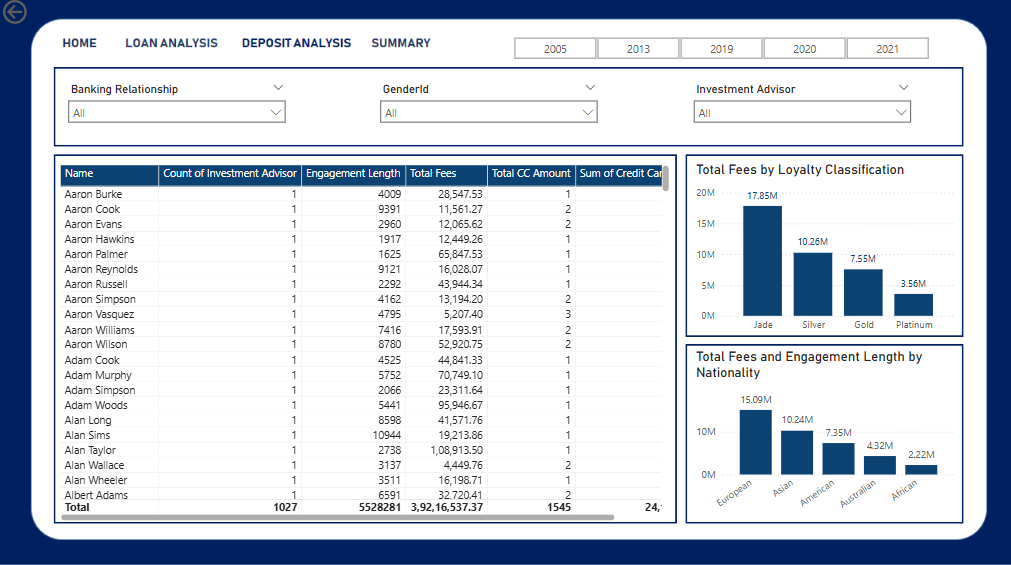 HOME LOAN ANALYSIS DEPOSIT ANALYSIS SUMMARY 2005 2013 2019 2020 2021
Banking Relationship GenderId Investment Advisor
All All All
Name Count of Investment Advisor Engagement Length Total Fees Total CC Amount Sum of Credit Car
Aaron Burke 1 4009 28,547.53 1
Aaron Cook 1 9391 11,561.27 2
Aaron Evans 1 2960 12,065.62 2
Aaron Hawkins 1 1917 12,449.26 1
Aaron Palmer 1 1625 65,847.53 1
Aaron Reynolds 1 9121 16,028.07 1
Aaron Russell 1 2292 43,944.34 1
Aaron Simpson 1 4162 13,194.20 2
Aaron Vasquez 1 4795 5,207.40 3
Aaron Williams 1 7416 17,593.91 2
Aaron Wilson 1 8780 52,920.75 2
Adam Cook 1 4525 44,841.33 1
Adam Murphy 1 5752 70,749.10 1
Adam Simpson 1 2066 23,311.64 1
Adam Woods 1 5441 95,946.67 1
Alan Long 1 8598 41,571.76 1
Alan Sims 1 10944 19,213.86 1
Alan Taylor 1 2738 1,08,913.50 1
Alan Wallace 1 3137 4,449.76 2
Alan Wheeler 1 3511 16,198.71 1
Albert Adams 1 6591 32,720.41 2
Total 1027 5528281 3,92,16,537.37 1545 24,
Total Fees by Loyalty Classification
20M
17.85M
15M
10.26M
10M
7.55M
5M
3.56M
0M
Jade Silver Gold Platinum
Total Fees and Engagement Length by
Nationality
15.09M
10.24M
10M
7.35M
4.32M
2.22M
0M
European Asian American Australian African